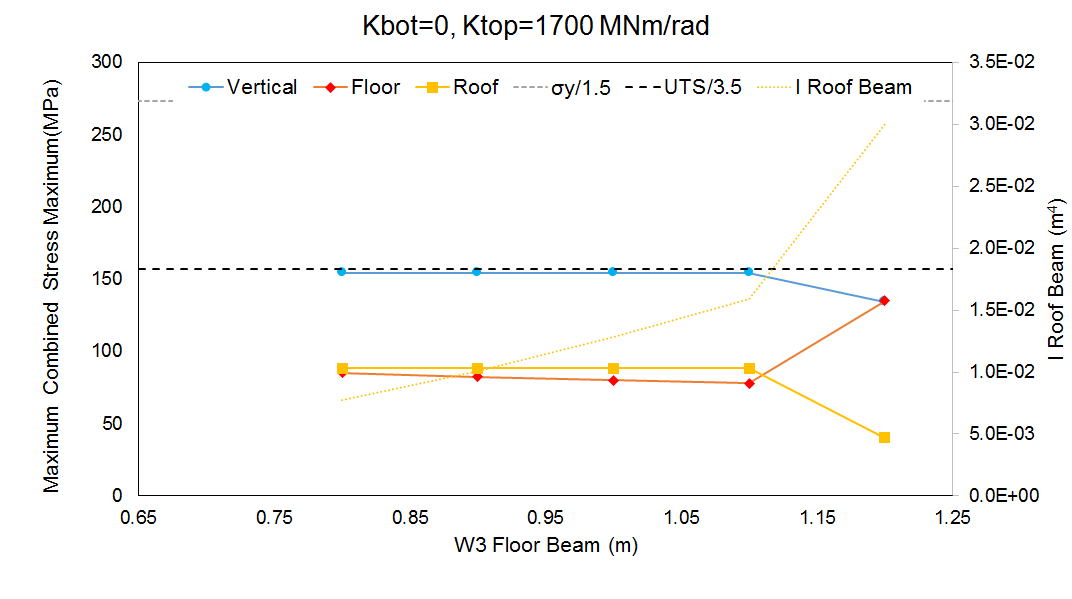 Kbot=0, Ktop=1700 MNm/rad
Maximum Combined Stress Maximum(MPa)
300
250
200
150
100
50
0
Vertical
Floor
Roof
σy/1.5
UTS/3.5
I Roof Beam
3.5E-02
3.0E-02
2.5E-02
2.0E-02
1.5E-02
1.0E-02
5.0E-03
0.0E+00
I Roof Beam (m⁴)
0.65 0.75 0.85 0.95 1.05 1.15 1.25
W3 Floor Beam (m)